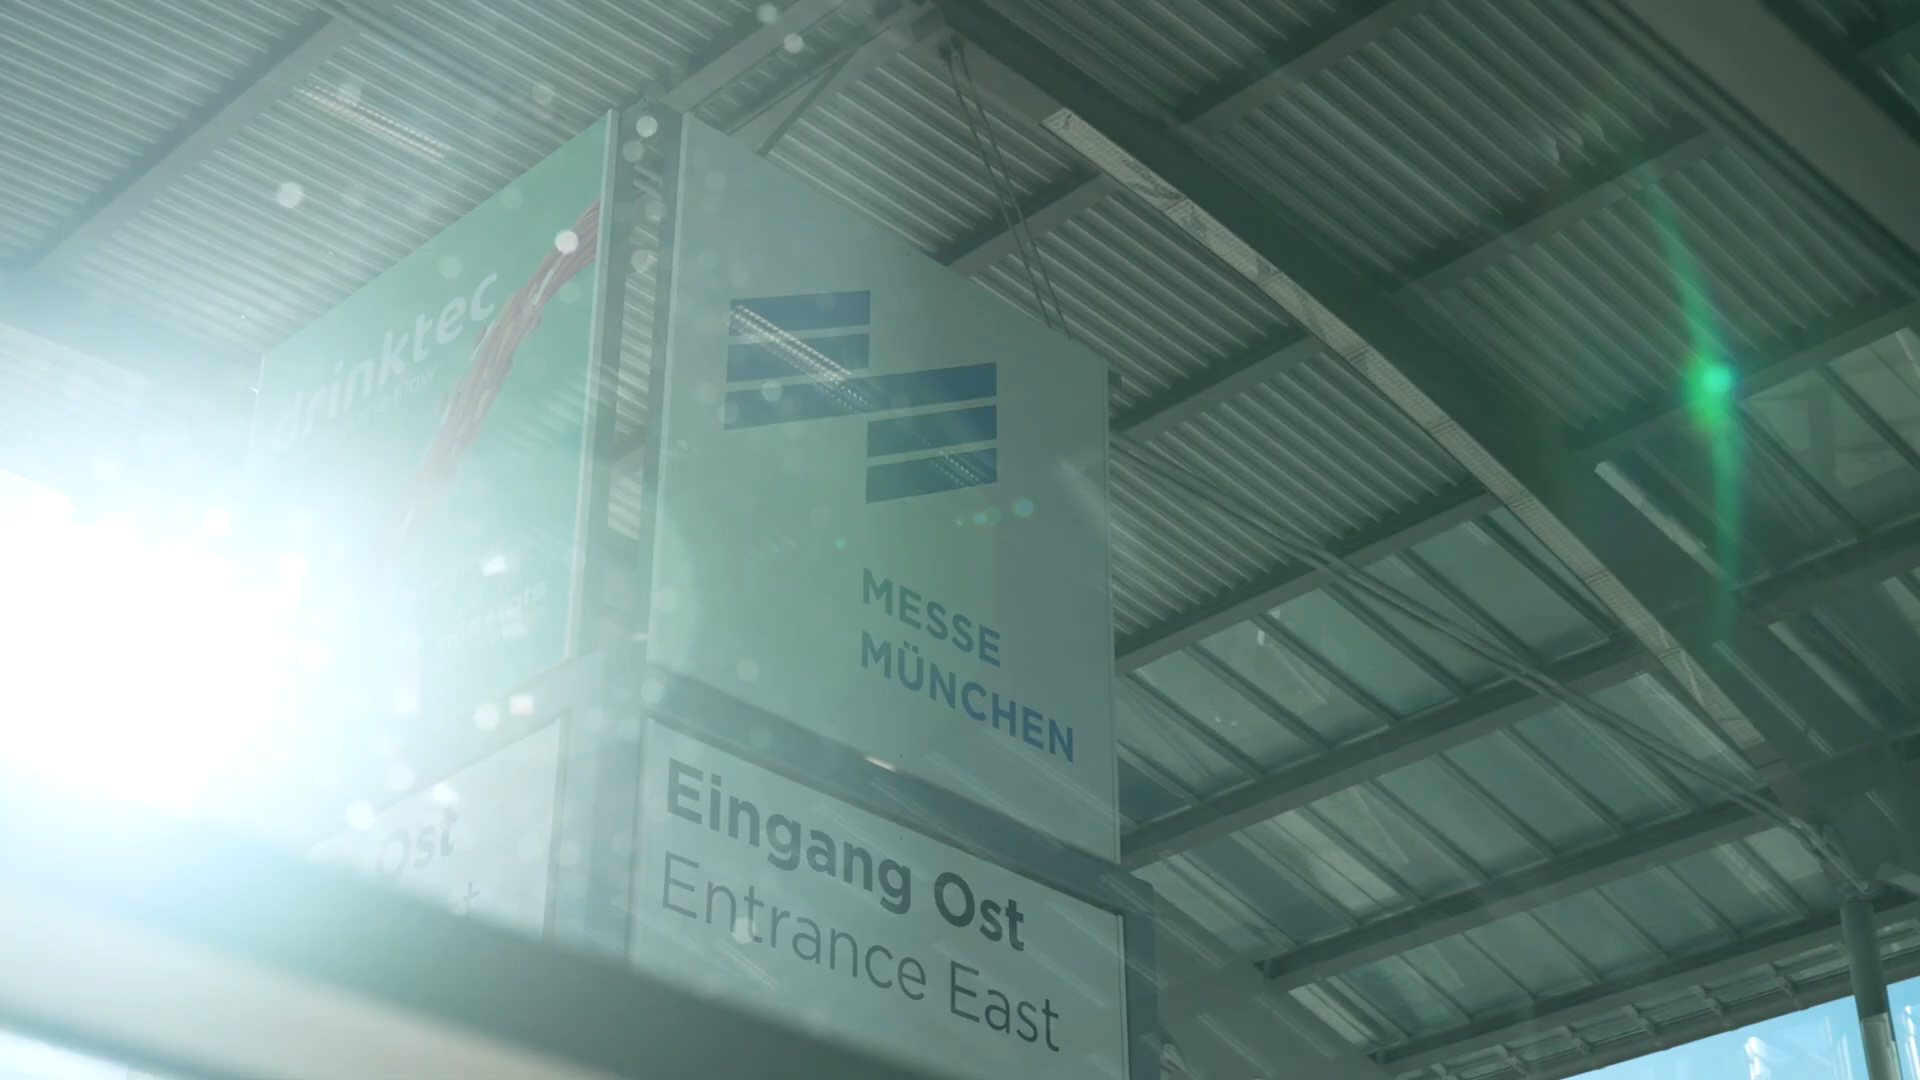 drinktec
MESSE
MÜNCHEN
Eingang Ost
Entrance East
Ost